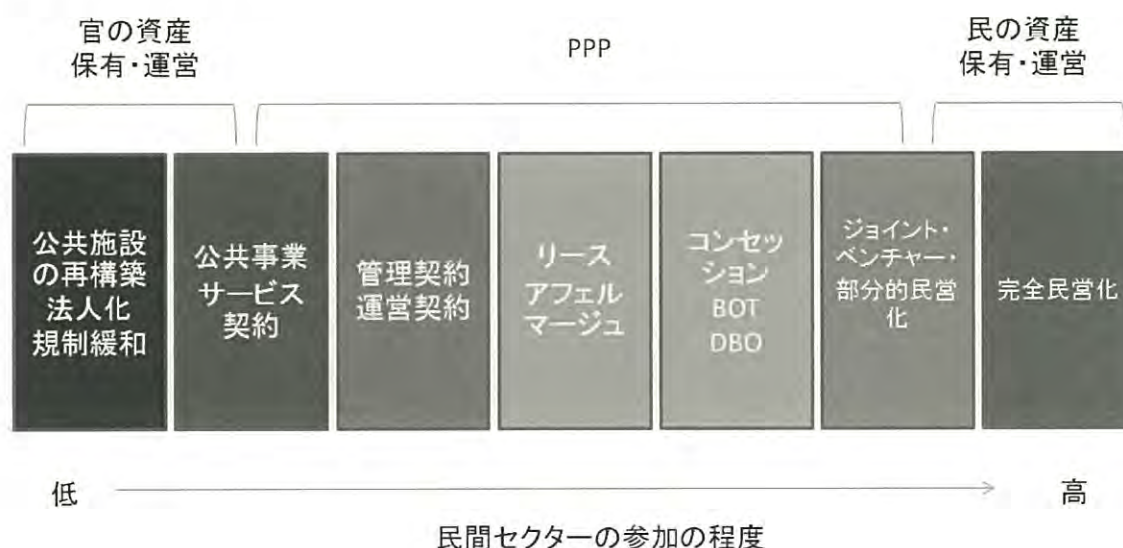 官の資産
保有・運営
PPP
民の資産
保有・運営
公共施設
の再構築
法人化
規制緩和
公共事業
サービス
契約
管理契約
運営契約
リース
アフェル
マージュ
コンセッ
ション
BOT
DBO
ジョイント・
ベンチャー・
部分的民営
化
完全民営化
低
高
民間セクターの参加の程度